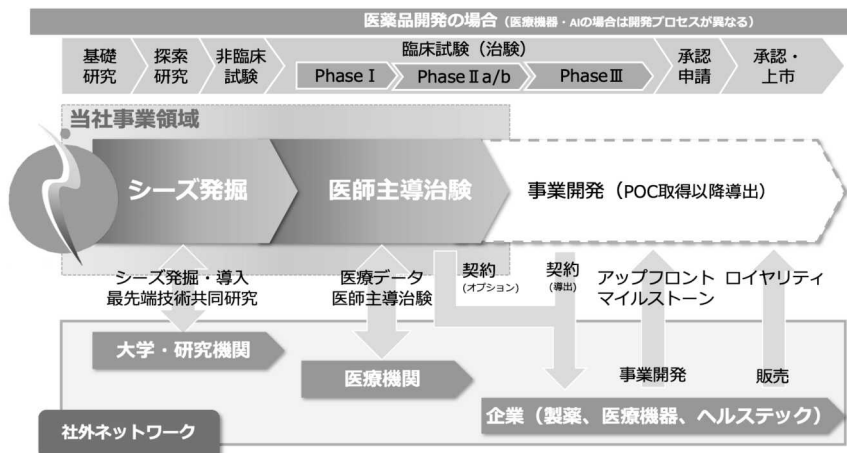 医薬品開発の場合（医療機器・AIの場合は開発プロセスが異なる）
基礎
研究
探索
研究
非臨床
試験
臨床試験（治験）
Phase Ⅰ
Phase Ⅱ a/b
Phase Ⅲ
承認
申請
承認・
上市
当社事業領域
シーズ発掘
医師主導治験
事業開発（POC取得以降導出）
シーズ発掘・導入
最先端技術共同研究
医療データ
医師主導治験
契約
（オプション）
契約
（導出）
アップフロント
マイルストーン
ロイヤリティ
大学・研究機関
医療機関
事業開発
販売
企業（製薬、医療機器、ヘルステック）
社外ネットワーク